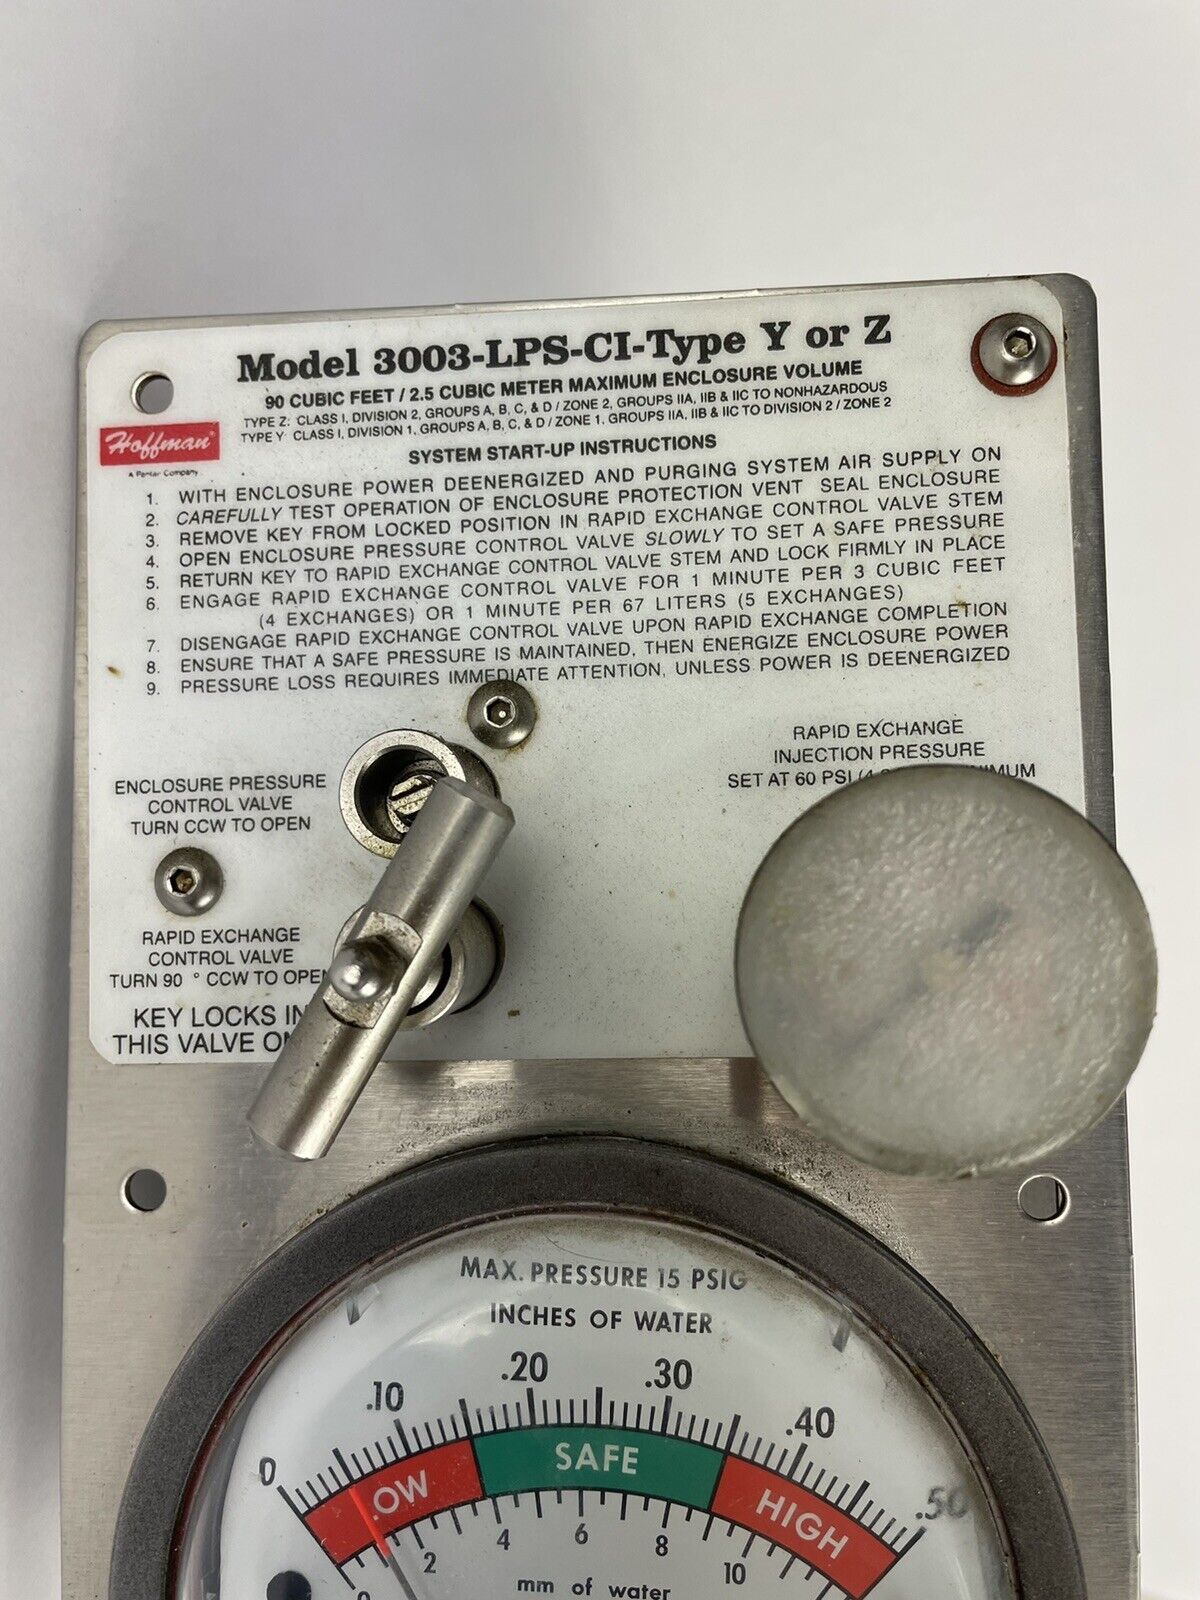 Model 3003-LPS-CI-Type Y or Z
90 CUBIC FEET / 2.5 CUBIC METER MAXIMUM ENCLOSURE VOLUME
TYPE Z: CLASS I, DIVISION 2, GROUPS A, B, C, & D / ZONE 2, GROUPS IIA, IIB & IIC TO NONHAZARDOUS
TYPE Y: CLASS I, DIVISION 1, GROUPS A, B, C, & D / ZONE 1, GROUPS IIA, IIB & IIC TO DIVISION 2 / ZONE 2
Hoffman
A Pentair Company
SYSTEM START-UP INSTRUCTIONS
1. WITH ENCLOSURE POWER DEENERGIZED AND PURGING SYSTEM AIR SUPPLY ON
2. CAREFULLY TEST OPERATION OF ENCLOSURE PROTECTION VENT SEAL ENCLOSURE
3. REMOVE KEY FROM LOCKED POSITION IN RAPID EXCHANGE CONTROL VALVE STEM
4. OPEN ENCLOSURE PRESSURE CONTROL VALVE SLOWLY TO SET A SAFE PRESSURE
5. RETURN KEY TO RAPID EXCHANGE CONTROL VALVE STEM AND LOCK FIRMLY IN PLACE
6. ENGAGE RAPID EXCHANGE CONTROL VALVE FOR 1 MINUTE PER 3 CUBIC FEET
(4 EXCHANGES) OR 1 MINUTE PER 67 LITERS (5 EXCHANGES)
7. DISENGAGE RAPID EXCHANGE CONTROL VALVE UPON RAPID EXCHANGE COMPLETION
8. ENSURE THAT A SAFE PRESSURE IS MAINTAINED, THEN ENERGIZE ENCLOSURE POWER
9. PRESSURE LOSS REQUIRES IMMEDIATE ATTENTION, UNLESS POWER IS DEENERGIZED
RAPID EXCHANGE
INJECTION PRESSURE
SET AT 60 PSI
ENCLOSURE PRESSURE
CONTROL VALVE
TURN CCW TO OPEN
RAPID EXCHANGE
CONTROL VALVE
TURN 90 ° CCW TO OPEN
KEY LOCKS IN
THIS VALVE
MAX. PRESSURE 15 PSIG
INCHES OF WATER
0 .10 .20 .30 .40 .50
LOW SAFE HIGH
0 2 4 6 8 10
mm of water